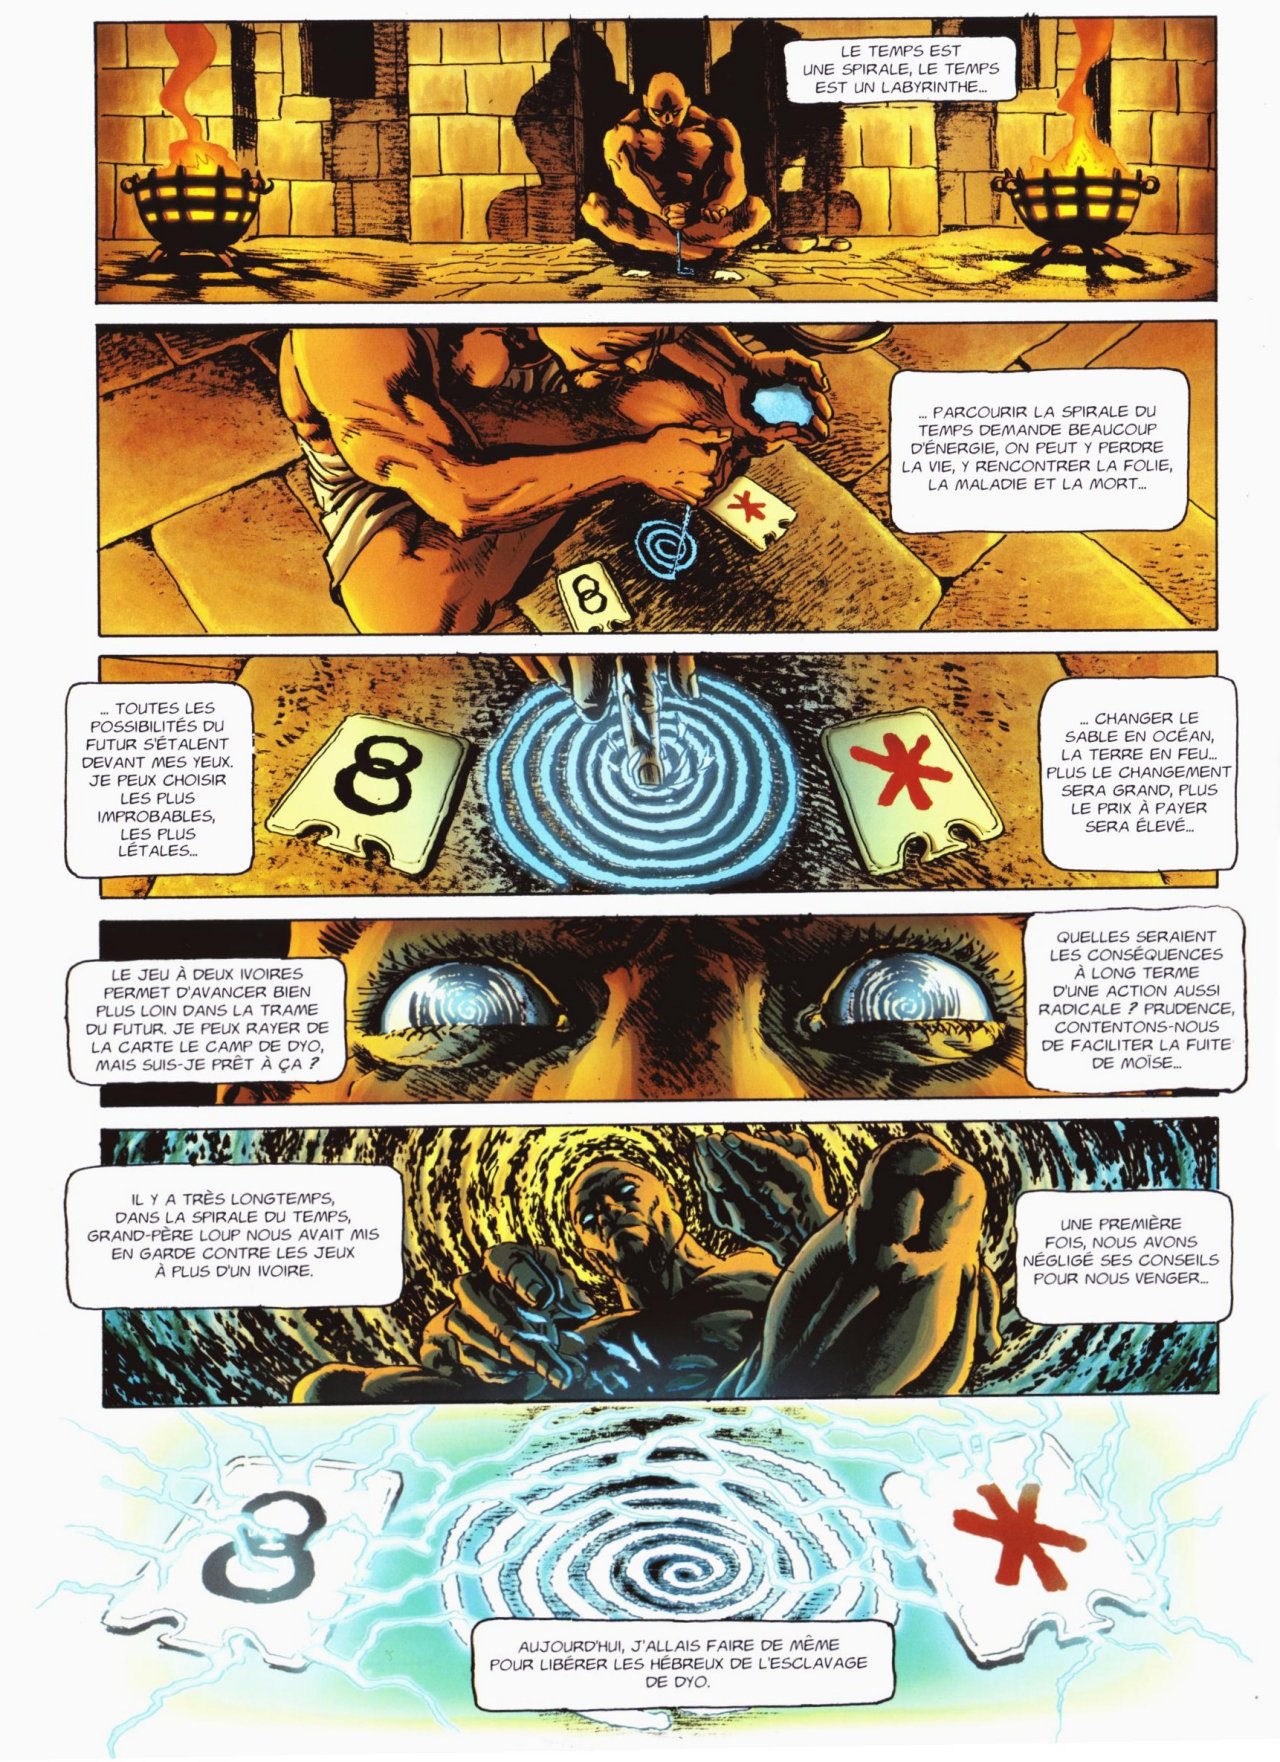 LE TEMPS EST
UNE SPIRALE, LE TEMPS
EST UN LABYRINTHE...
... PARCOURIR LA SPIRALE DU
TEMPS DEMANDE BEAUCOUP
D'ÉNERGIE, ON PEUT Y PERDRE
LA VIE, Y RENCONTRER LA FOLIE,
LA MALADIE ET LA MORT...
8
*
... TOUTES LES
POSSIBILITÉS DU
FUTUR S'ÉTALENT
DEVANT MES YEUX.
JE PEUX CHOISIR
LES PLUS
IMPROBABLES,
LES PLUS
LÉTALES...
8
*
... CHANGER LE
SABLE EN OCÉAN,
LA TERRE EN FEU...
PLUS LE CHANGEMENT
SERA GRAND, PLUS
LE PRIX À PAYER
SERA ÉLEVÉ...
LE JEU À DEUX IVOIRES
PERMET D'AVANCER BIEN
PLUS LOIN DANS LA TRAME
DU FUTUR. JE PEUX RAYER DE
LA CARTE LE CAMP DE DYO,
MAIS SUIS-JE PRÊT À ÇA ?
QUELLES SERAIENT
LES CONSÉQUENCES
À LONG TERME
D'UNE ACTION AUSSI
RADICALE ? PRUDENCE,
CONTENTONS-NOUS
DE FACILITER LA FUITE
DE MOÏSE...
IL Y A TRÈS LONGTEMPS,
DANS LA SPIRALE DU TEMPS,
GRAND-PÈRE LOUP NOUS AVAIT MIS
EN GARDE CONTRE LES JEUX
À PLUS D'UN IVOIRE.
UNE PREMIÈRE
FOIS, NOUS AVONS
NÉGLIGÉ SES CONSEILS
POUR NOUS VENGER...
8
*
AUJOURD'HUI, J'ALLAIS FAIRE DE MÊME
POUR LIBÉRER LES HÉBREUX DE L'ESCLAVAGE
DE DYO.